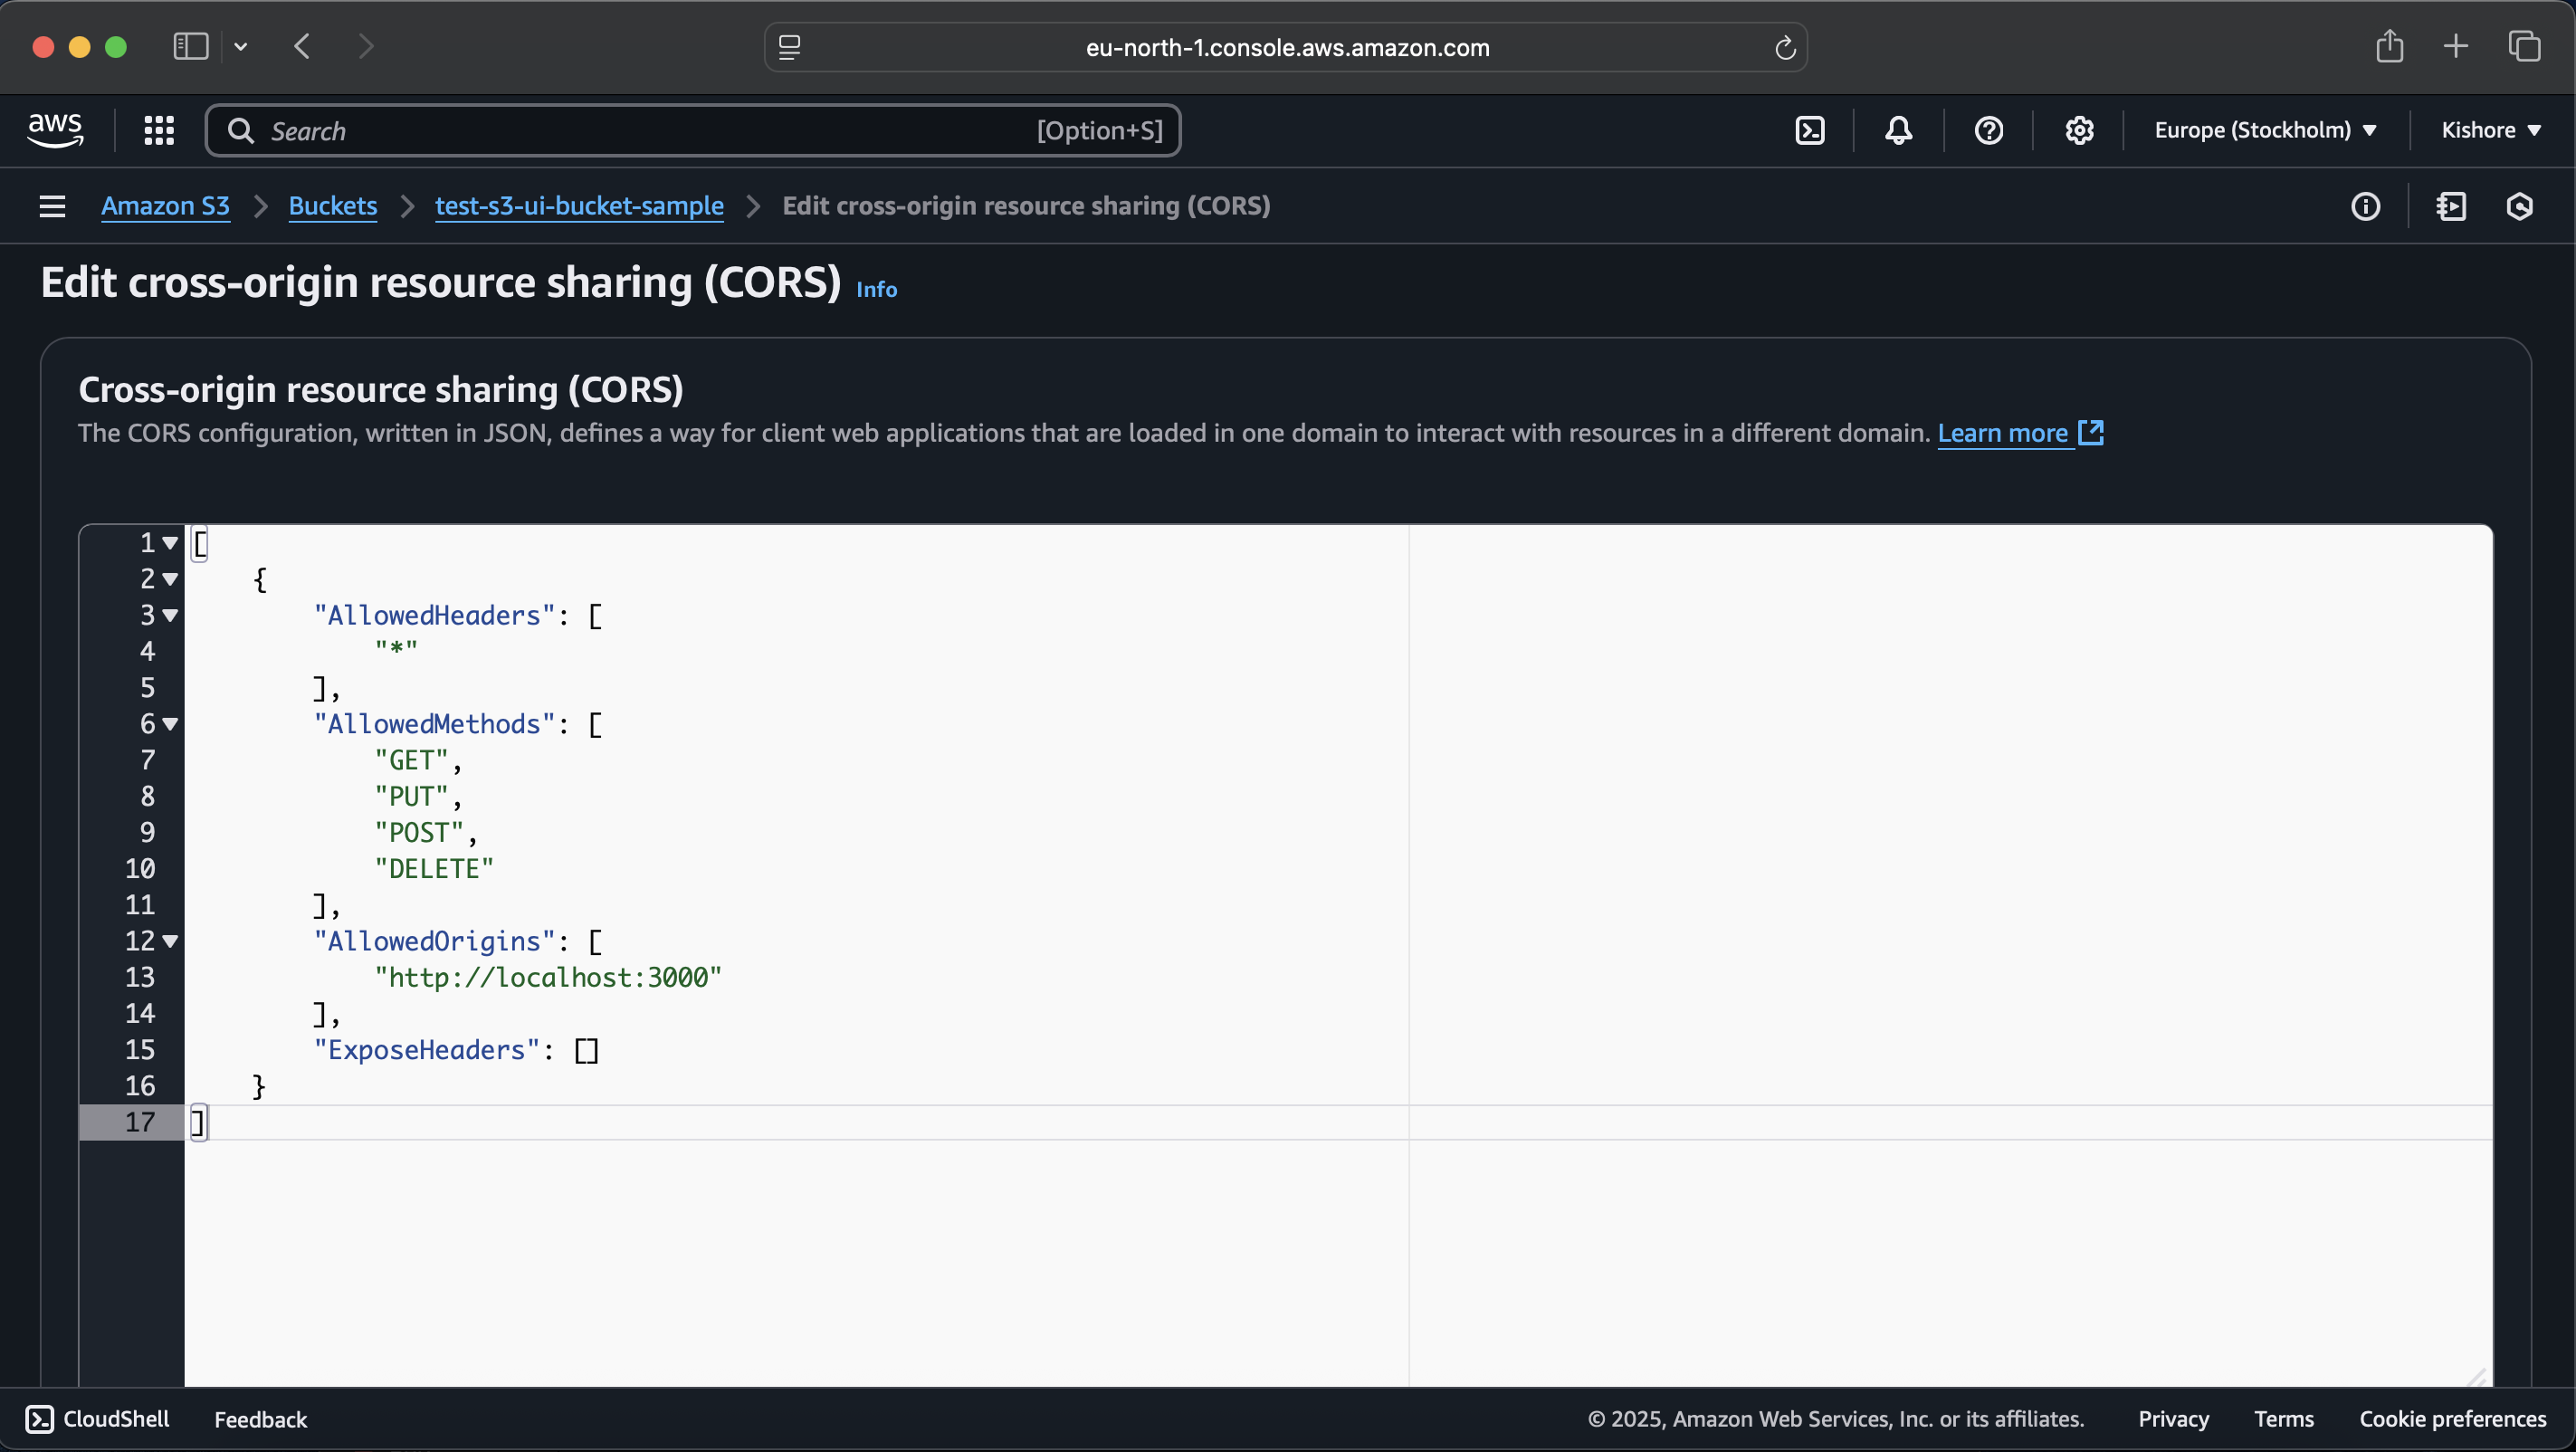 eu-north-1.console.aws.amazon.com
aws Search [Option+S] Europe (Stockholm) Kishore
Amazon S3 Buckets test-s3-ui-bucket-sample Edit cross-origin resource sharing (CORS)
Edit cross-origin resource sharing (CORS) Info
Cross-origin resource sharing (CORS)
The CORS configuration, written in JSON, defines a way for client web applications that are loaded in one domain to interact with resources in a different domain. Learn more
1 [
2 {
3 "AllowedHeaders": [
4 "*"
5 ],
6 "AllowedMethods": [
7 "GET",
8 "PUT",
9 "POST",
10 "DELETE"
11 ],
12 "AllowedOrigins": [
13 "http://localhost:3000"
14 ],
15 "ExposeHeaders": []
16 }
17 ]
CloudShell Feedback © 2025, Amazon Web Services, Inc. or its affiliates. Privacy Terms Cookie preferences